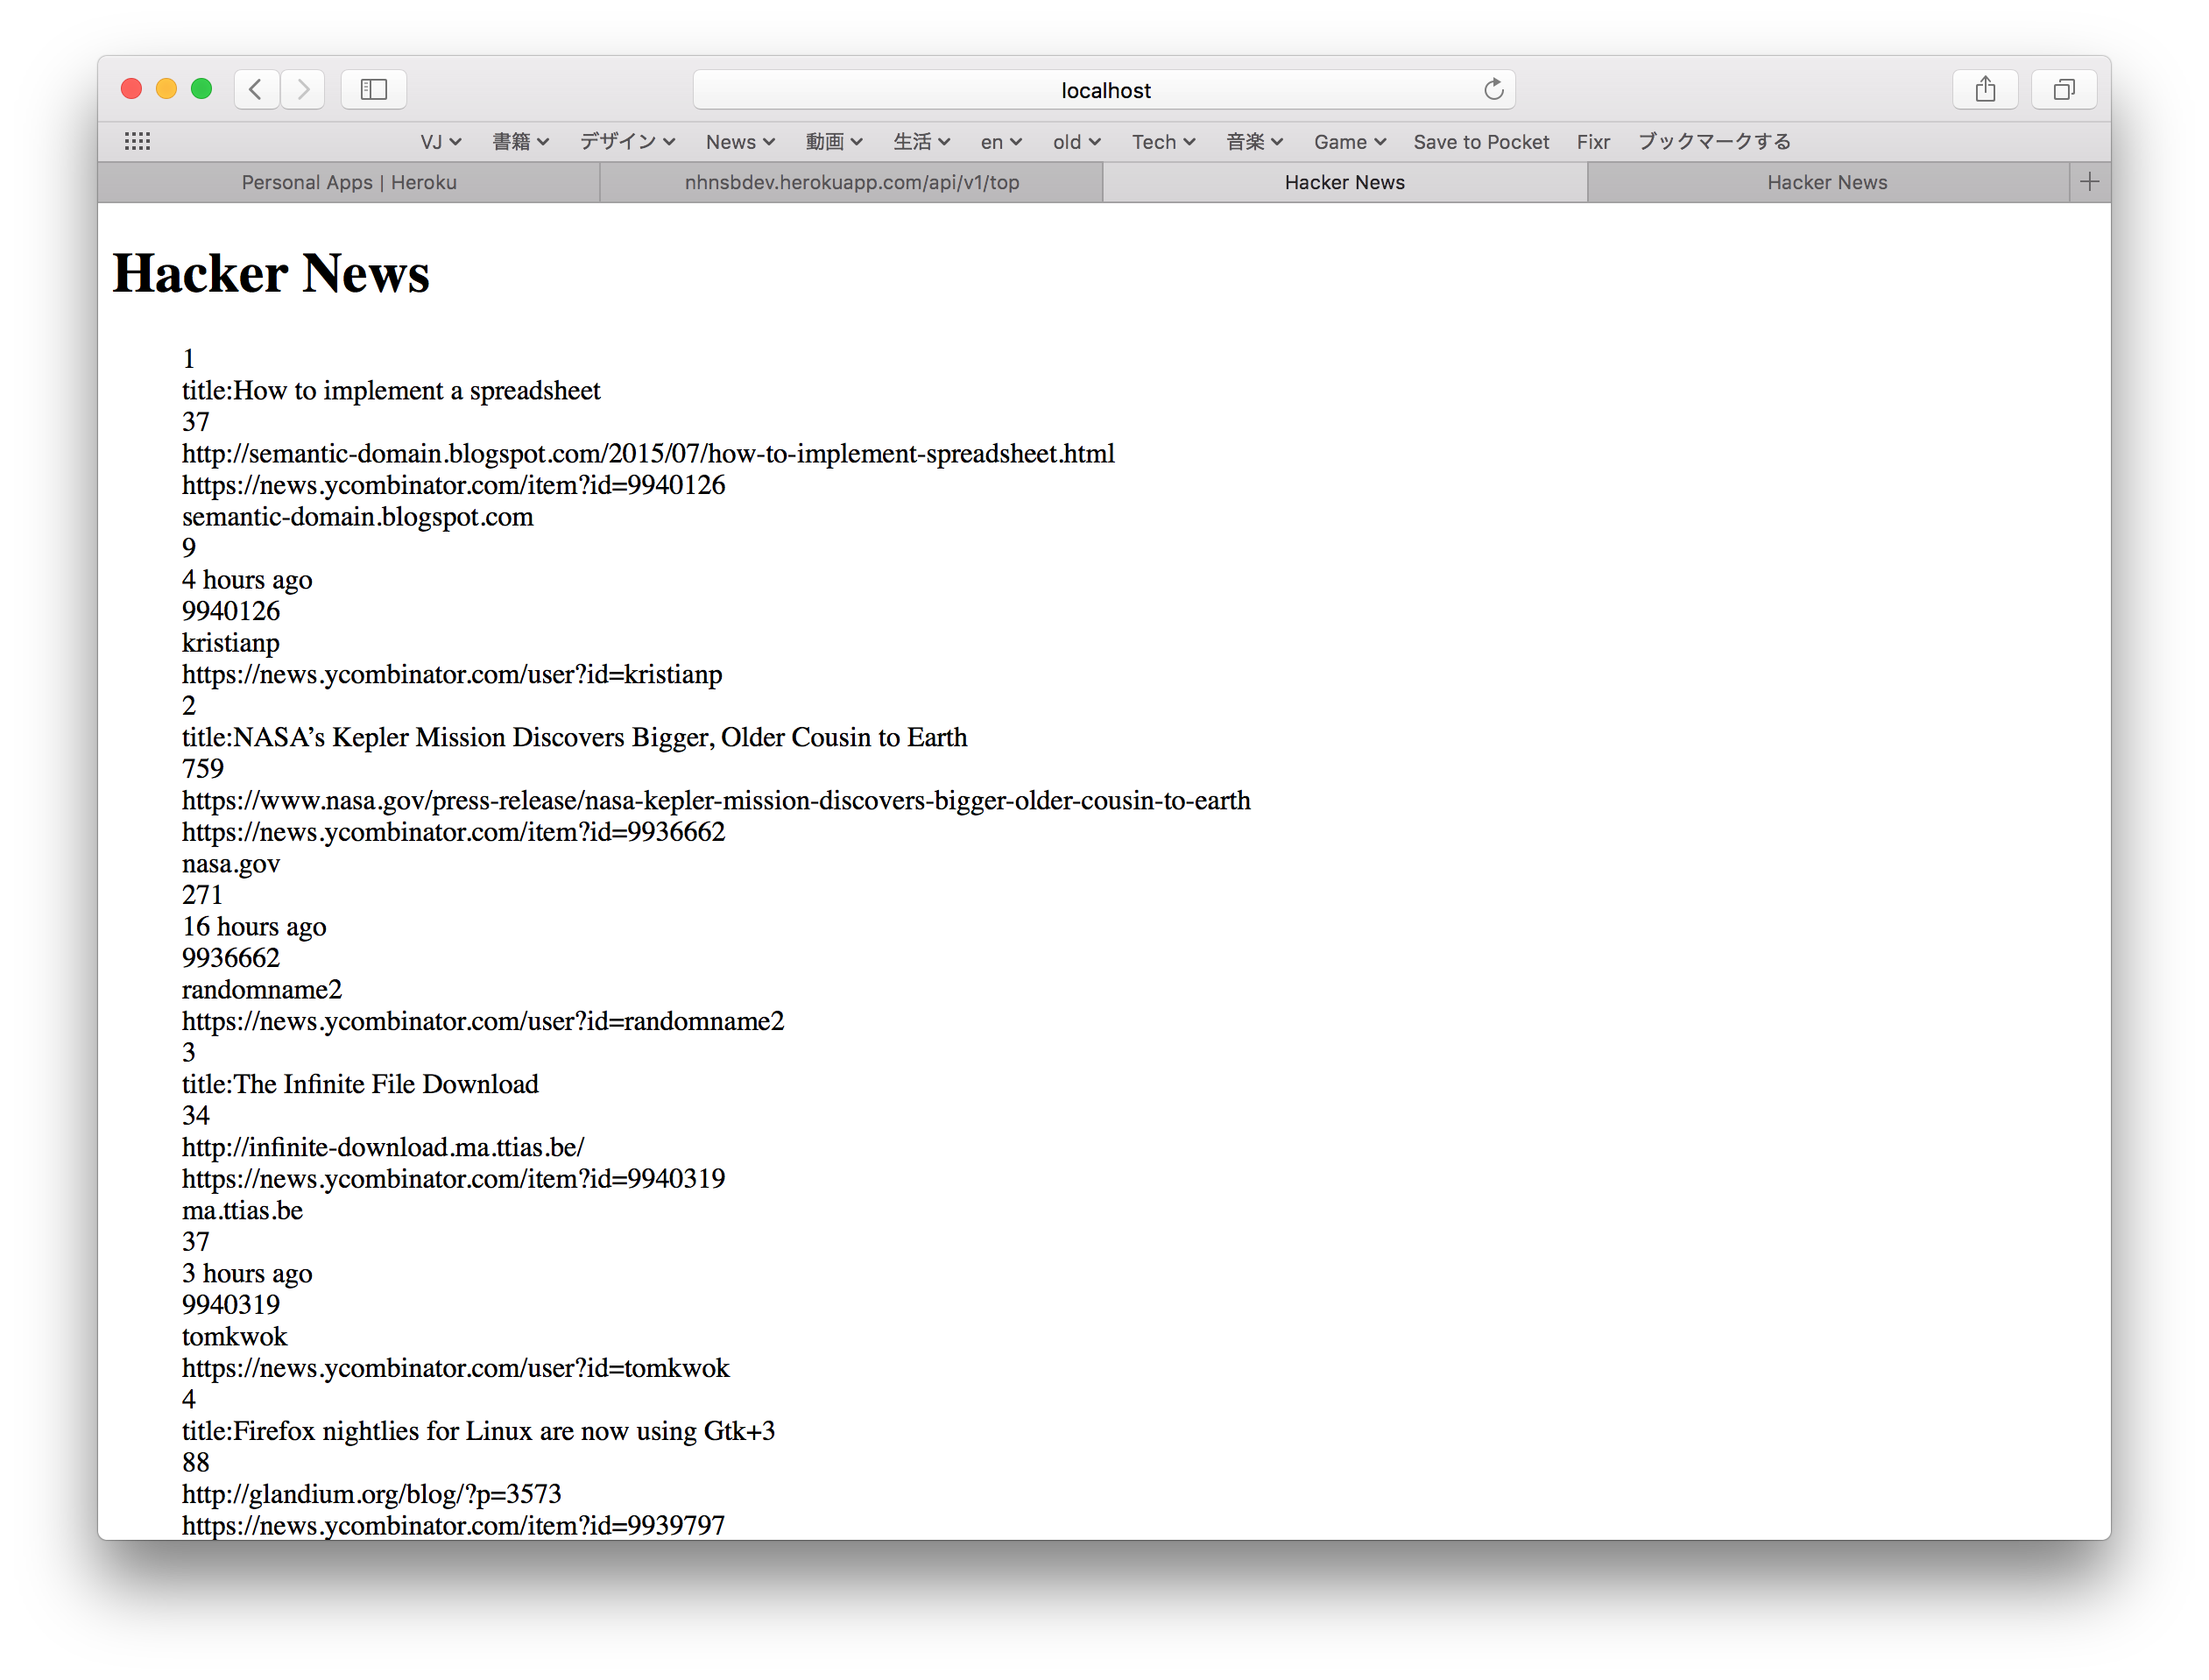 localhost
VJ 書籍 デザイン News 動画 生活 en old Tech 音楽 Game Save to Pocket Fixr ブックマークする
Personal Apps | Heroku nhnsbdev.herokuapp.com/api/v1/top Hacker News Hacker News
Hacker News
1
title:How to implement a spreadsheet
37
http://semantic-domain.blogspot.com/2015/07/how-to-implement-spreadsheet.html
https://news.ycombinator.com/item?id=9940126
semantic-domain.blogspot.com
9
4 hours ago
9940126
kristianp
https://news.ycombinator.com/user?id=kristianp
2
title:NASA’s Kepler Mission Discovers Bigger, Older Cousin to Earth
759
https://www.nasa.gov/press-release/nasa-kepler-mission-discovers-bigger-older-cousin-to-earth
https://news.ycombinator.com/item?id=9936662
nasa.gov
271
16 hours ago
9936662
randomname2
https://news.ycombinator.com/user?id=randomname2
3
title:The Infinite File Download
34
http://infinite-download.ma.ttias.be/
https://news.ycombinator.com/item?id=9940319
ma.ttias.be
37
3 hours ago
9940319
tomkwok
https://news.ycombinator.com/user?id=tomkwok
4
title:Firefox nightlies for Linux are now using Gtk+3
88
http://glandium.org/blog/?p=3573
https://news.ycombinator.com/item?id=9939797